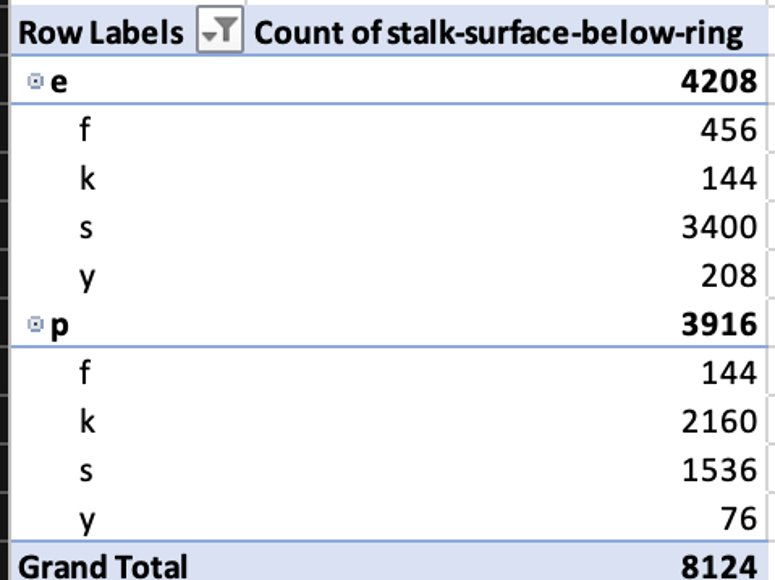 Row Labels Count of stalk-surface-below-ring
e 4208
f 456
k 144
s 3400
y 208
p 3916
f 144
k 2160
s 1536
y 76
Grand Total 8124